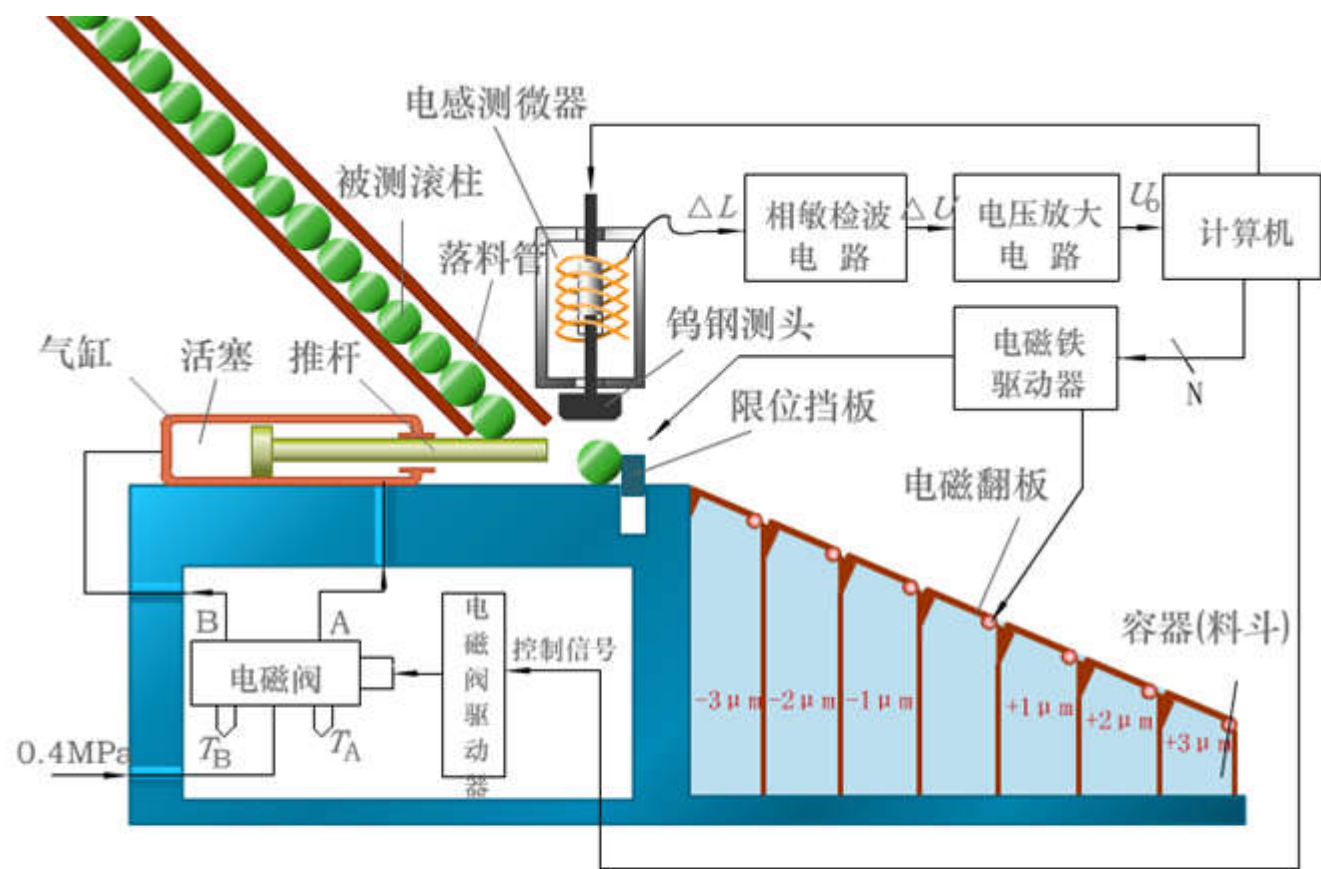 电感测微器
被测滚柱
落料管
△L
相敏检波
电 路
△U
电压放大
电 路
U₀
计算机
气缸
活塞
推杆
钨钢测头
限位挡板
电磁铁
驱动器
N
电磁翻板
容器(料斗)
B
A
电磁阀
电磁阀驱动器
控制信号
T_B
T_A
0.4MPa
-3μm
-2μm
-1μm
+1μm
+2μm
+3μm